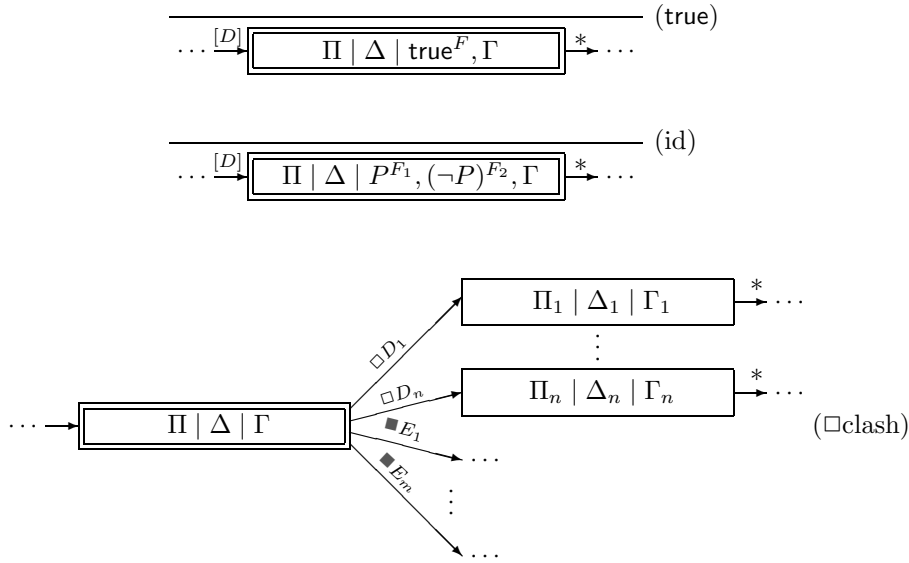 (true)
··· [D] Π | Δ | true^F, Γ * ···
(id)
··· [D] Π | Δ | P^{F_1}, (¬P)^{F_2}, Γ * ···
Π_1 | Δ_1 | Γ_1 * ···
□D_1
⋮
□D_n
Π_n | Δ_n | Γ_n * ···
··· Π | Δ | Γ
(□clash)
■E_1
···
■E_m
⋮
···